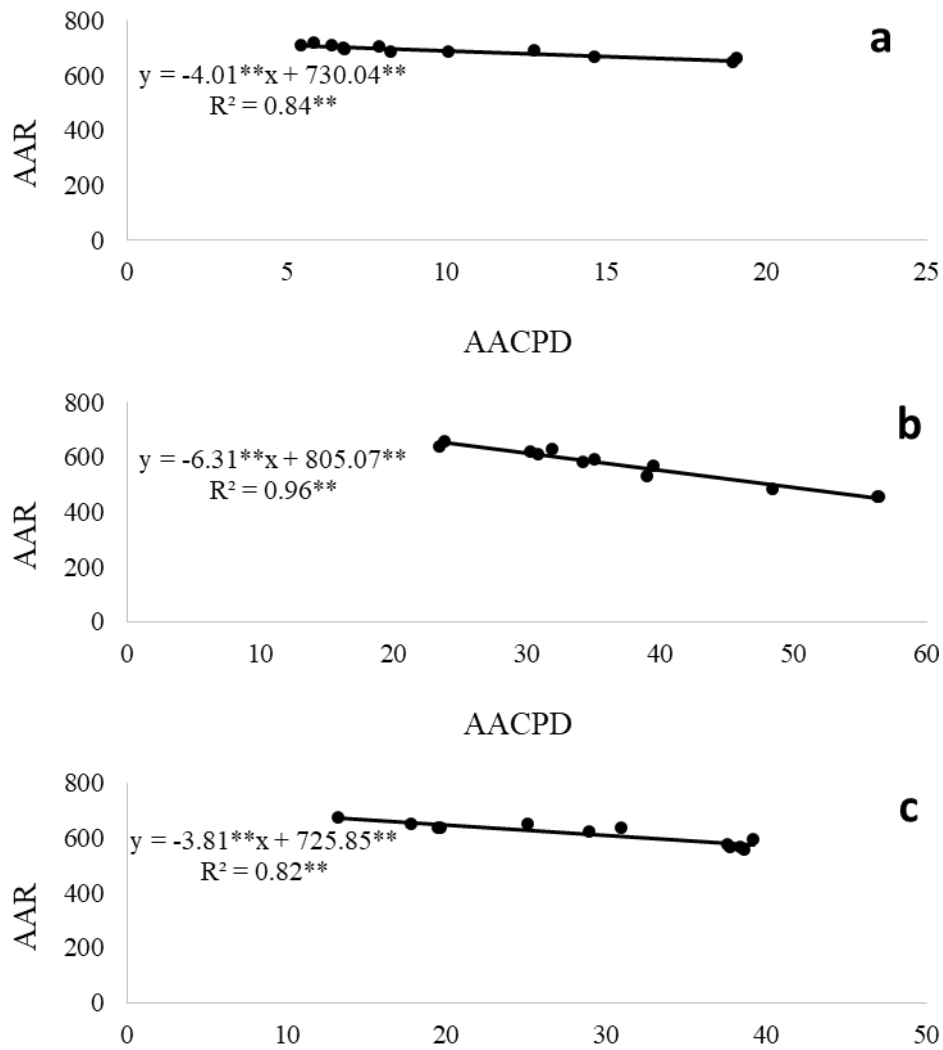 a
800
600
400
200
0
AAR
y = -4.01**x + 730.04**
R² = 0.84**
0 5 10 15 20 25
AACPD
b
800
600
400
200
0
AAR
y = -6.31**x + 805.07**
R² = 0.96**
0 10 20 30 40 50 60
AACPD
c
800
600
400
200
0
AAR
y = -3.81**x + 725.85**
R² = 0.82**
0 10 20 30 40 50